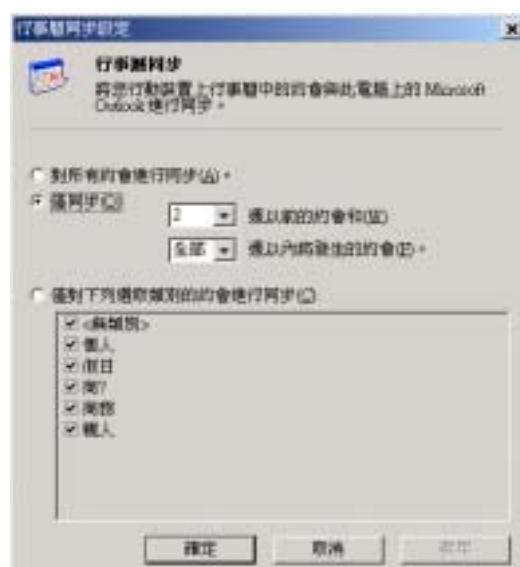 行事曆同步設定
行事曆同步
將您行動裝置上行事曆中的約會與此電腦上的 Microsoft
Outlook 進行同步。
對所有約會進行同步(A)。
僅同步(O)
2 週以前的約會和(W)
全部 週以內將發生的約會(F)。
僅對下列選取類別的約會進行同步(C)
<無類別>
個人
假日
商?
商務
親人
確定
取消